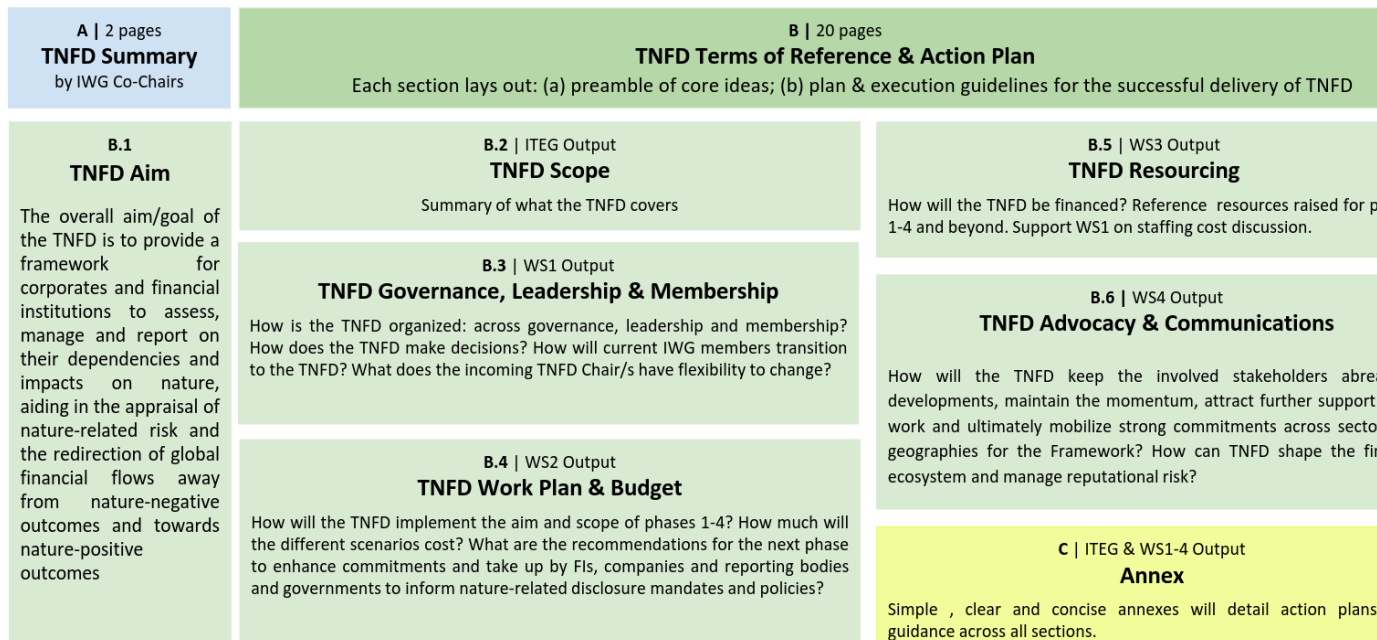 A | 2 pages
TNFD Summary
by IWG Co-Chairs
B | 20 pages
TNFD Terms of Reference & Action Plan
Each section lays out: (a) preamble of core ideas; (b) plan & execution guidelines for the successful delivery of TNFD
B.1
TNFD Aim
The overall aim/goal of
the TNFD is to provide a
framework for
corporates and financial
institutions to assess,
manage and report on
their dependencies and
impacts on nature,
aiding in the appraisal of
nature-related risk and
the redirection of global
financial flows away
from nature-negative
outcomes and towards
nature-positive
outcomes
B.2 | ITEG Output
TNFD Scope
Summary of what the TNFD covers
B.3 | WS1 Output
TNFD Governance, Leadership & Membership
How is the TNFD organized: across governance, leadership and membership?
How does the TNFD make decisions? How will current IWG members transition
to the TNFD? What does the incoming TNFD Chair/s have flexibility to change?
B.4 | WS2 Output
TNFD Work Plan & Budget
How will the TNFD implement the aim and scope of phases 1-4? How much will
the different scenarios cost? What are the recommendations for the next phase
to enhance commitments and take up by FIs, companies and reporting bodies
and governments to inform nature-related disclosure mandates and policies?
B.5 | WS3 Output
TNFD Resourcing
How will the TNFD be financed? Reference resources raised for
1-4 and beyond. Support WS1 on staffing cost discussion.
B.6 | WS4 Output
TNFD Advocacy & Communications
How will the TNFD keep the involved stakeholders
developments, maintain the momentum, attract further support
work and ultimately mobilize strong commitments across
geographies for the Framework? How can TNFD shape the
ecosystem and manage reputational risk?
C | ITEG & WS1-4 Output
Annex
Simple , clear and concise annexes will detail action plans
guidance across all sections.